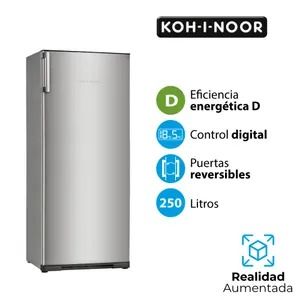 KOH-I-NOOR
D
Eficiencia
energética D
Control digital
Puertas
reversibles
250
Litros
Realidad
Aumentada